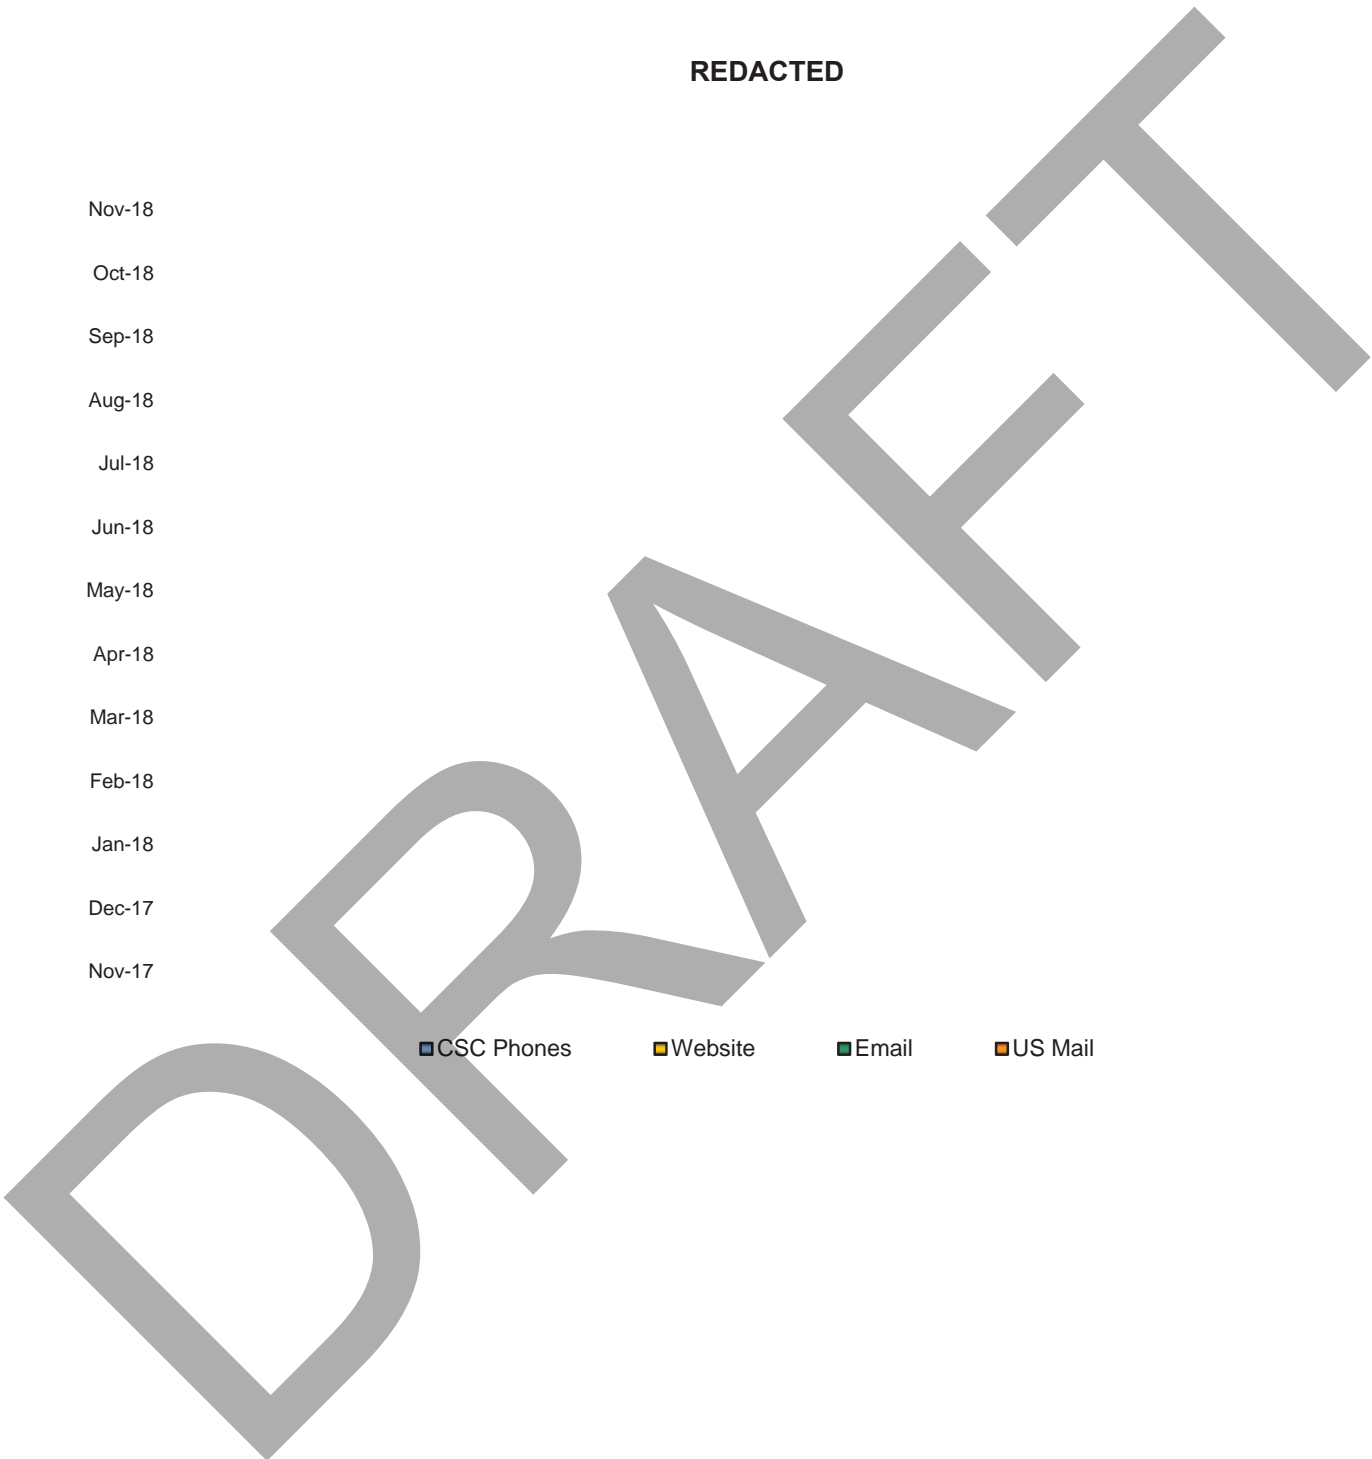 REDACTED
Nov-18
Oct-18
Sep-18
Aug-18
Jul-18
Jun-18
May-18
Apr-18
Mar-18
Feb-18
Jan-18
Dec-17
Nov-17
CSC Phones Website Email US Mail
DRAFT